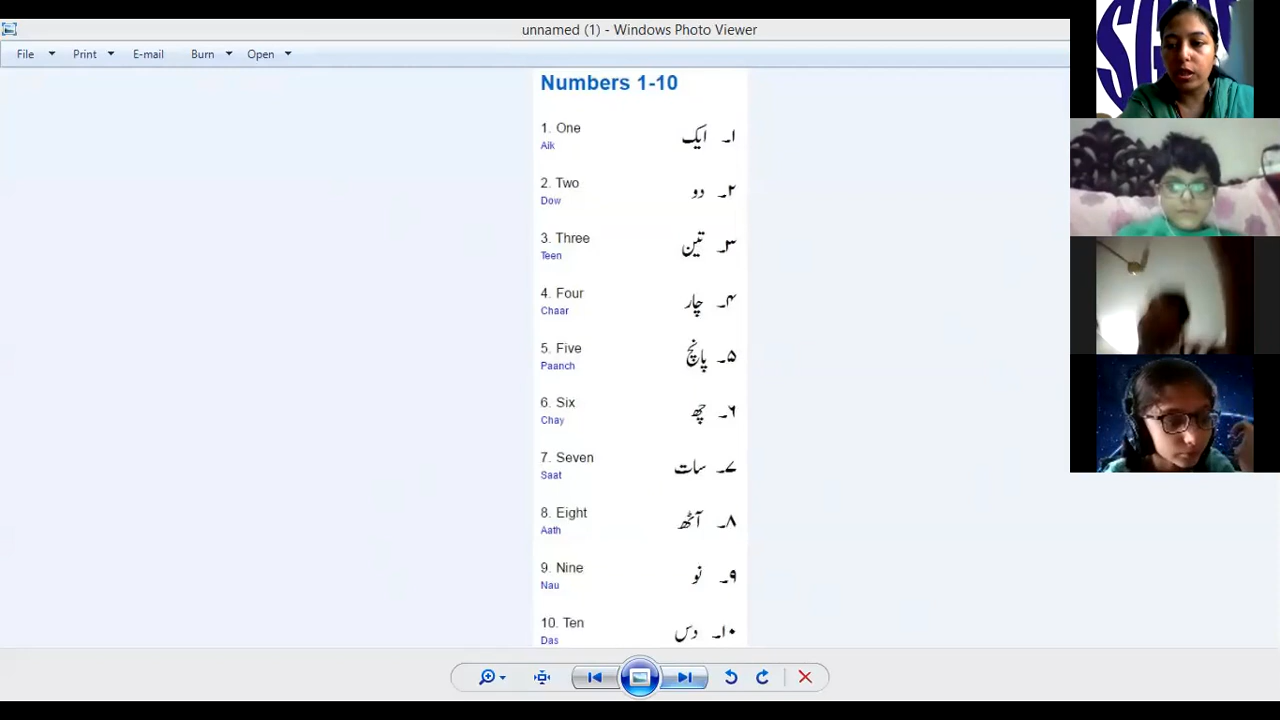 unnamed (1) - Windows Photo Viewer
File Print E-mail Burn Open
Numbers 1-10
1. One
Aik
۱۔ ایک
2. Two
Dow
۲۔ دو
3. Three
Teen
۳۔ تین
4. Four
Chaar
۴۔ چار
5. Five
Paanch
۵۔ پانچ
6. Six
Chay
۶۔ چھ
7. Seven
Saat
۷۔ سات
8. Eight
Aath
۸۔ آٹھ
9. Nine
Nau
۹۔ نو
10. Ten
Das
۱۰۔ دس